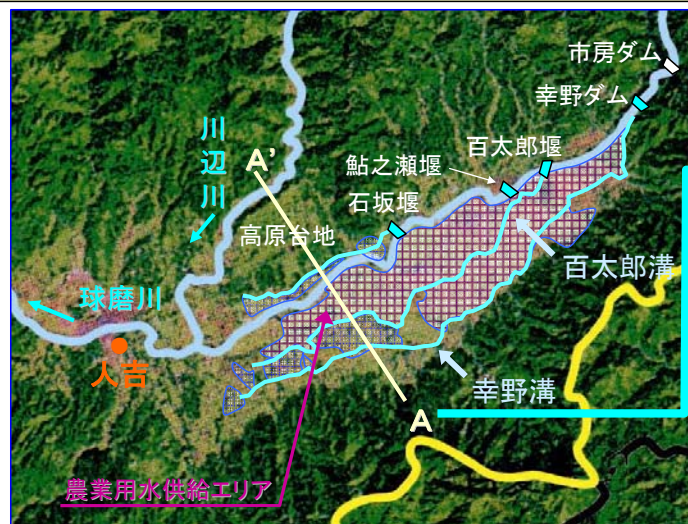 市房ダム
幸野ダム
川辺川
A'
百太郎堰
鮎之瀬堰
石坂堰
高原台地
百太郎溝
球磨川
人吉
幸野溝
A
農業用水供給エリア